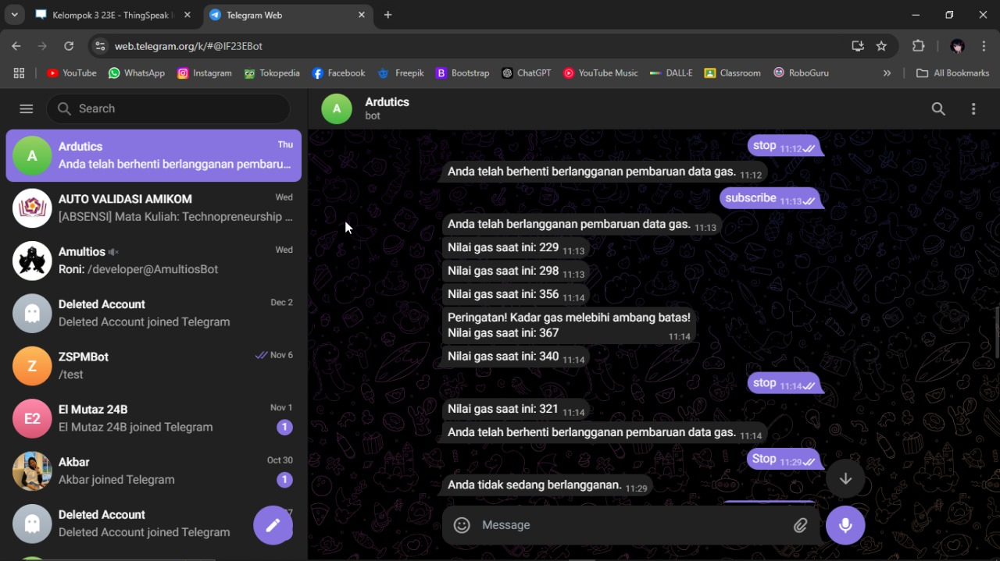 Kelompok 3 23E - ThingSpeak
Telegram Web
web.telegram.org/k/#@IF23EBot
YouTube
WhatsApp
Instagram
Tokopedia
Facebook
Freepik
B Bootstrap
ChatGPT
YouTube Music
DALL·E
Classroom
RoboGuru
All Bookmarks
Search
A
Ardutics
Thu
Anda telah berhenti berlangganan pembaru...
AUTO VALIDASI AMIKOM
Wed
[ABSENSI] Mata Kuliah: Technopreneurship ...
Amultios
Wed
Roni: /developer@AmultiosBot
Deleted Account
Dec 2
Deleted Account joined Telegram
Z
ZSPMBot
Nov 6
/test
E2
El Mutaz 24B
Nov 1
El Mutaz 24B joined Telegram
1
Akbar
Oct 30
Akbar joined Telegram
1
Deleted Account
Deleted Account joined Telegram
A
Ardutics
bot
stop 11:12
Anda telah berhenti berlangganan pembaruan data gas. 11:12
subscribe 11:13
Anda telah berlangganan pembaruan data gas. 11:13
Nilai gas saat ini: 229 11:13
Nilai gas saat ini: 298 11:13
Nilai gas saat ini: 356 11:14
Peringatan! Kadar gas melebihi ambang batas!
Nilai gas saat ini: 367 11:14
Nilai gas saat ini: 340 11:14
stop 11:14
Nilai gas saat ini: 321 11:14
Anda telah berhenti berlangganan pembaruan data gas. 11:14
Stop 11:29
Anda tidak sedang berlangganan. 11:29
Message